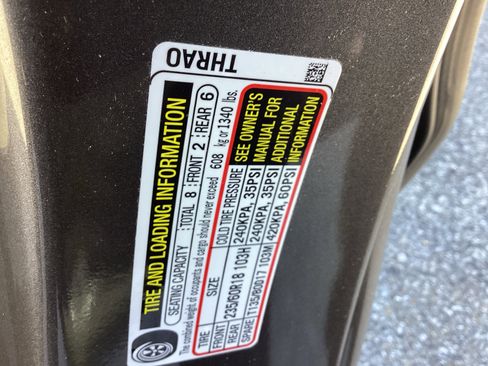 THRAO
TIRE AND LOADING INFORMATION
SEATING CAPACITY TOTAL 8 FRONT 2 REAR 6
The combined weight of occupants and cargo should never exceed 608 kg or 1340 lbs.
TIRE SIZE COLD TIRE PRESSURE
FRONT 235/60R18 103H 240KPA, 35PSI
REAR 235/60R18 103H 240KPA, 35PSI
SPARE T135/80D17 103M 420KPA, 60PSI
SEE OWNER'S
MANUAL FOR
ADDITIONAL
INFORMATION